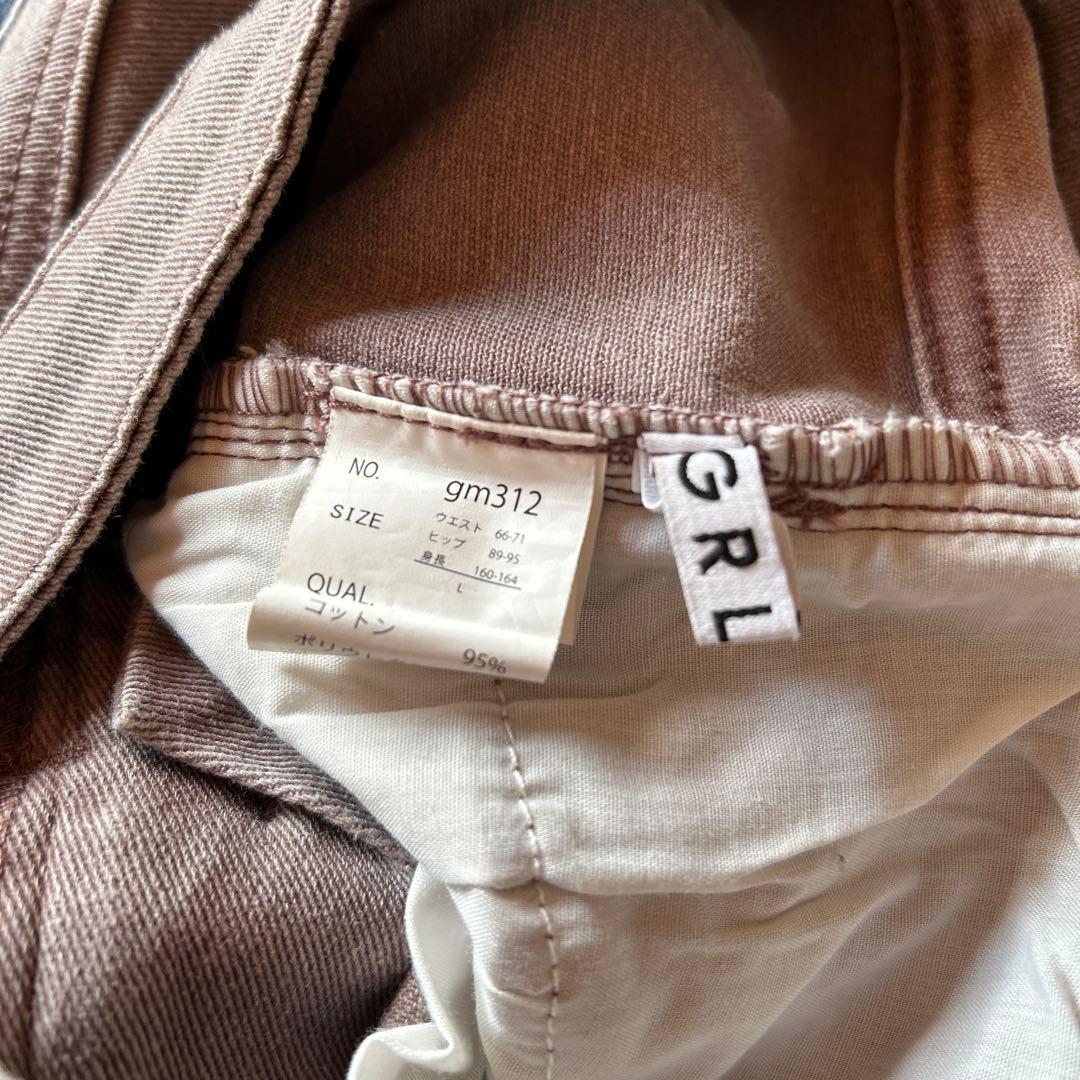 NO. gm312
SIZE ウエスト 66-71
ヒップ 89-95
身長 160-164
L
QUAL.
コットン 95%
GRL